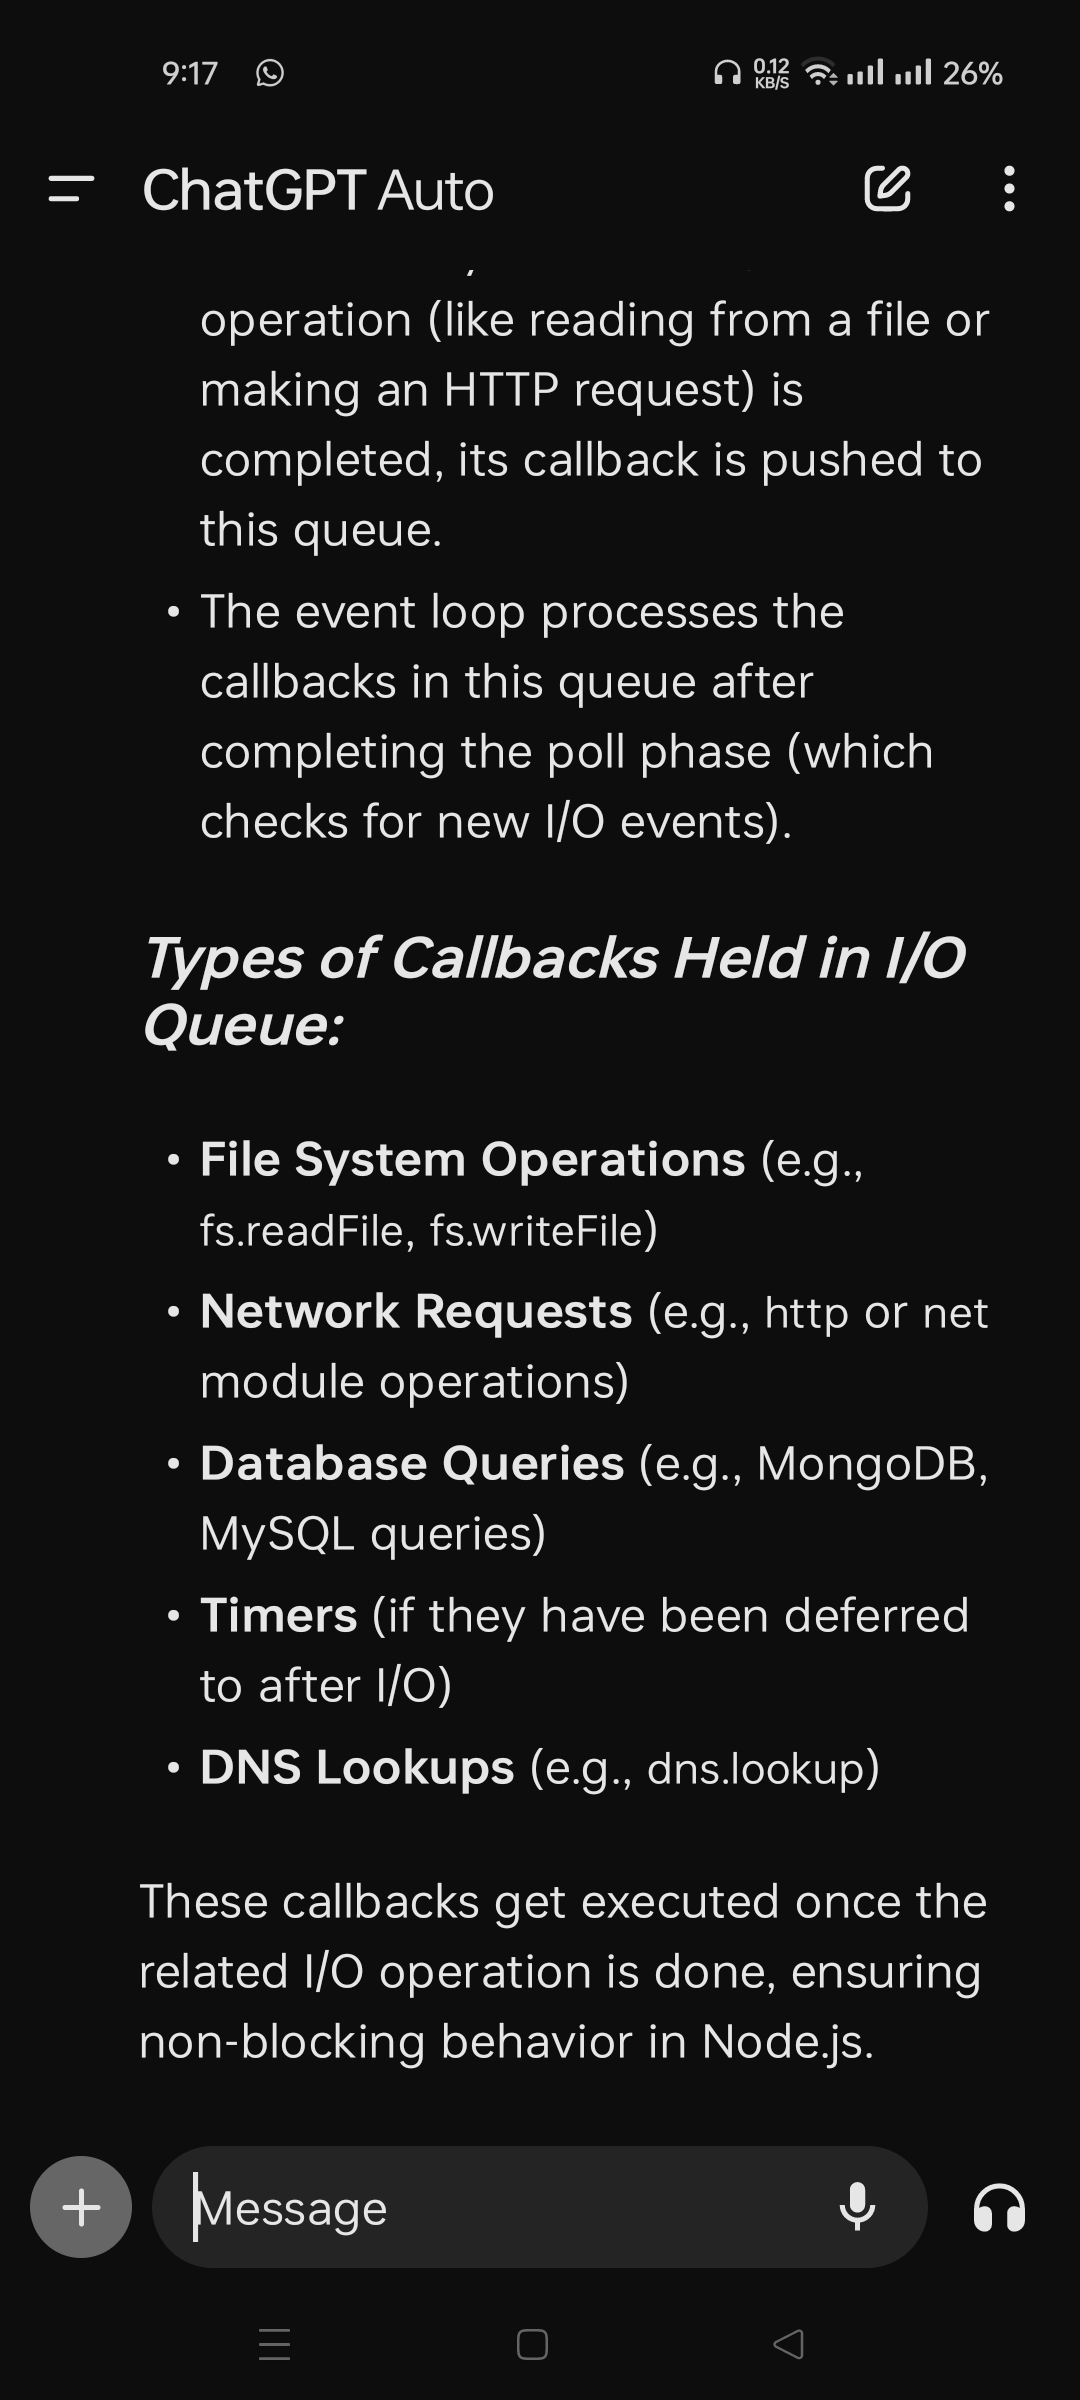 9:17
0.12
KB/S
26%
ChatGPT Auto
operation (like reading from a file or
making an HTTP request) is
completed, its callback is pushed to
this queue.
• The event loop processes the
callbacks in this queue after
completing the poll phase (which
checks for new I/O events).
Types of Callbacks Held in I/O
Queue:
• File System Operations (e.g.,
fs.readFile, fs.writeFile)
• Network Requests (e.g., http or net
module operations)
• Database Queries (e.g., MongoDB,
MySQL queries)
• Timers (if they have been deferred
to after I/O)
• DNS Lookups (e.g., dns.lookup)
These callbacks get executed once the
related I/O operation is done, ensuring
non-blocking behavior in Node.js.
Message